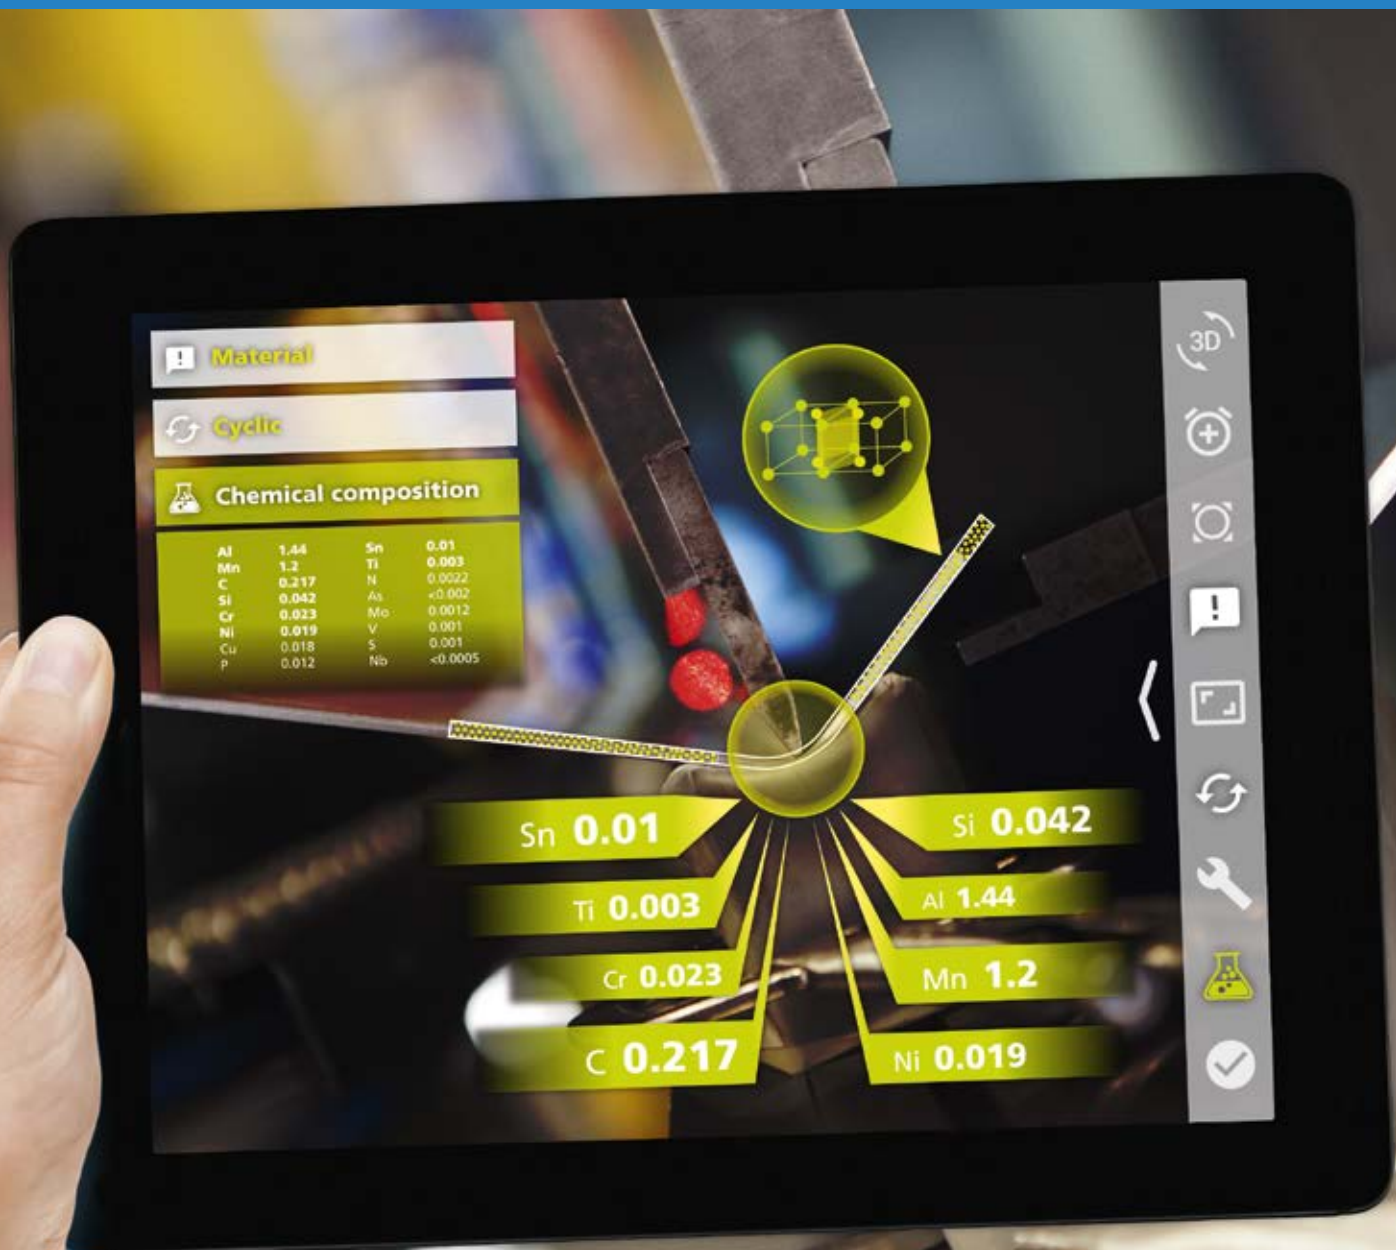 Material
Cyclic
Chemical composition
Al 1.44 Sn 0.01
Mn 1.2 Ti 0.003
C 0.217 N 0.0022
Si 0.042 As <0.002
Cr 0.023 Mo 0.0012
Ni 0.019 V 0.001
Cu 0.018 S 0.001
P 0.012 Nb <0.0005
3D
Sn 0.01
Si 0.042
Ti 0.003
Al 1.44
Cr 0.023
Mn 1.2
C 0.217
Ni 0.019